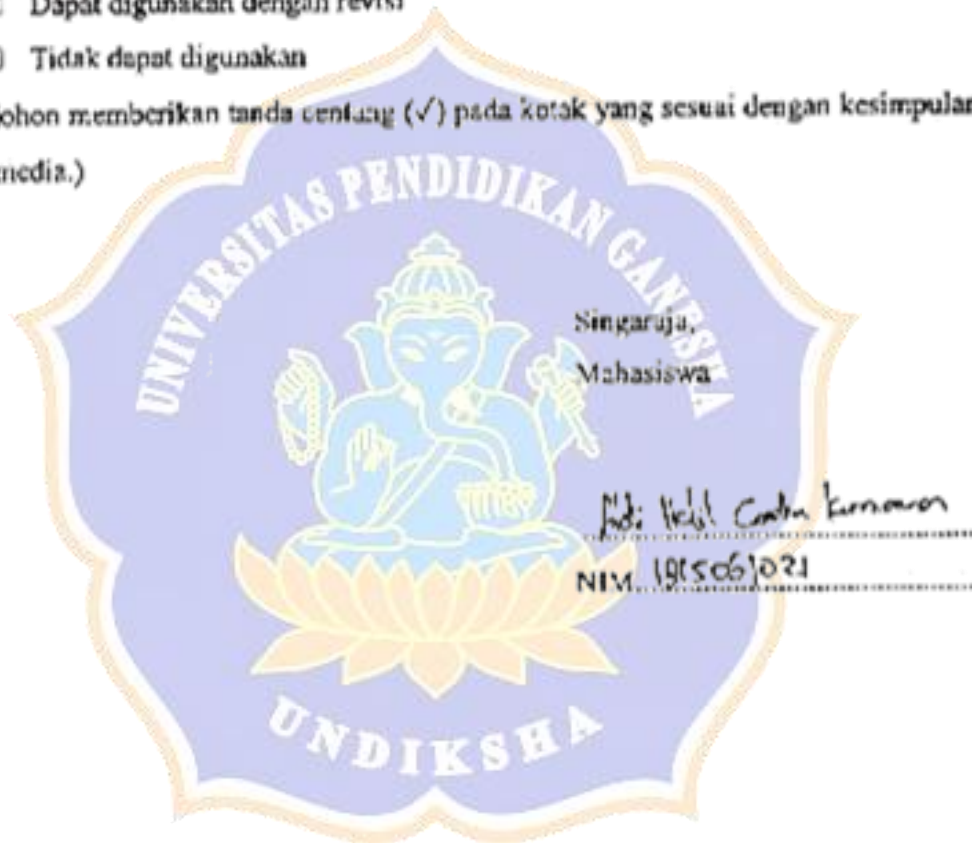 Dapat digunakan dengan revisi
) Tidak dapat digunakan
ohon memberikan tanda centang (√) pada kotak yang sesuai dengan kesimpulan
media.)
UNIVERSITAS PENDIDIKAN GANESHA
Singaraja,
Mahasiswa
NIM.
UNDIKSHA